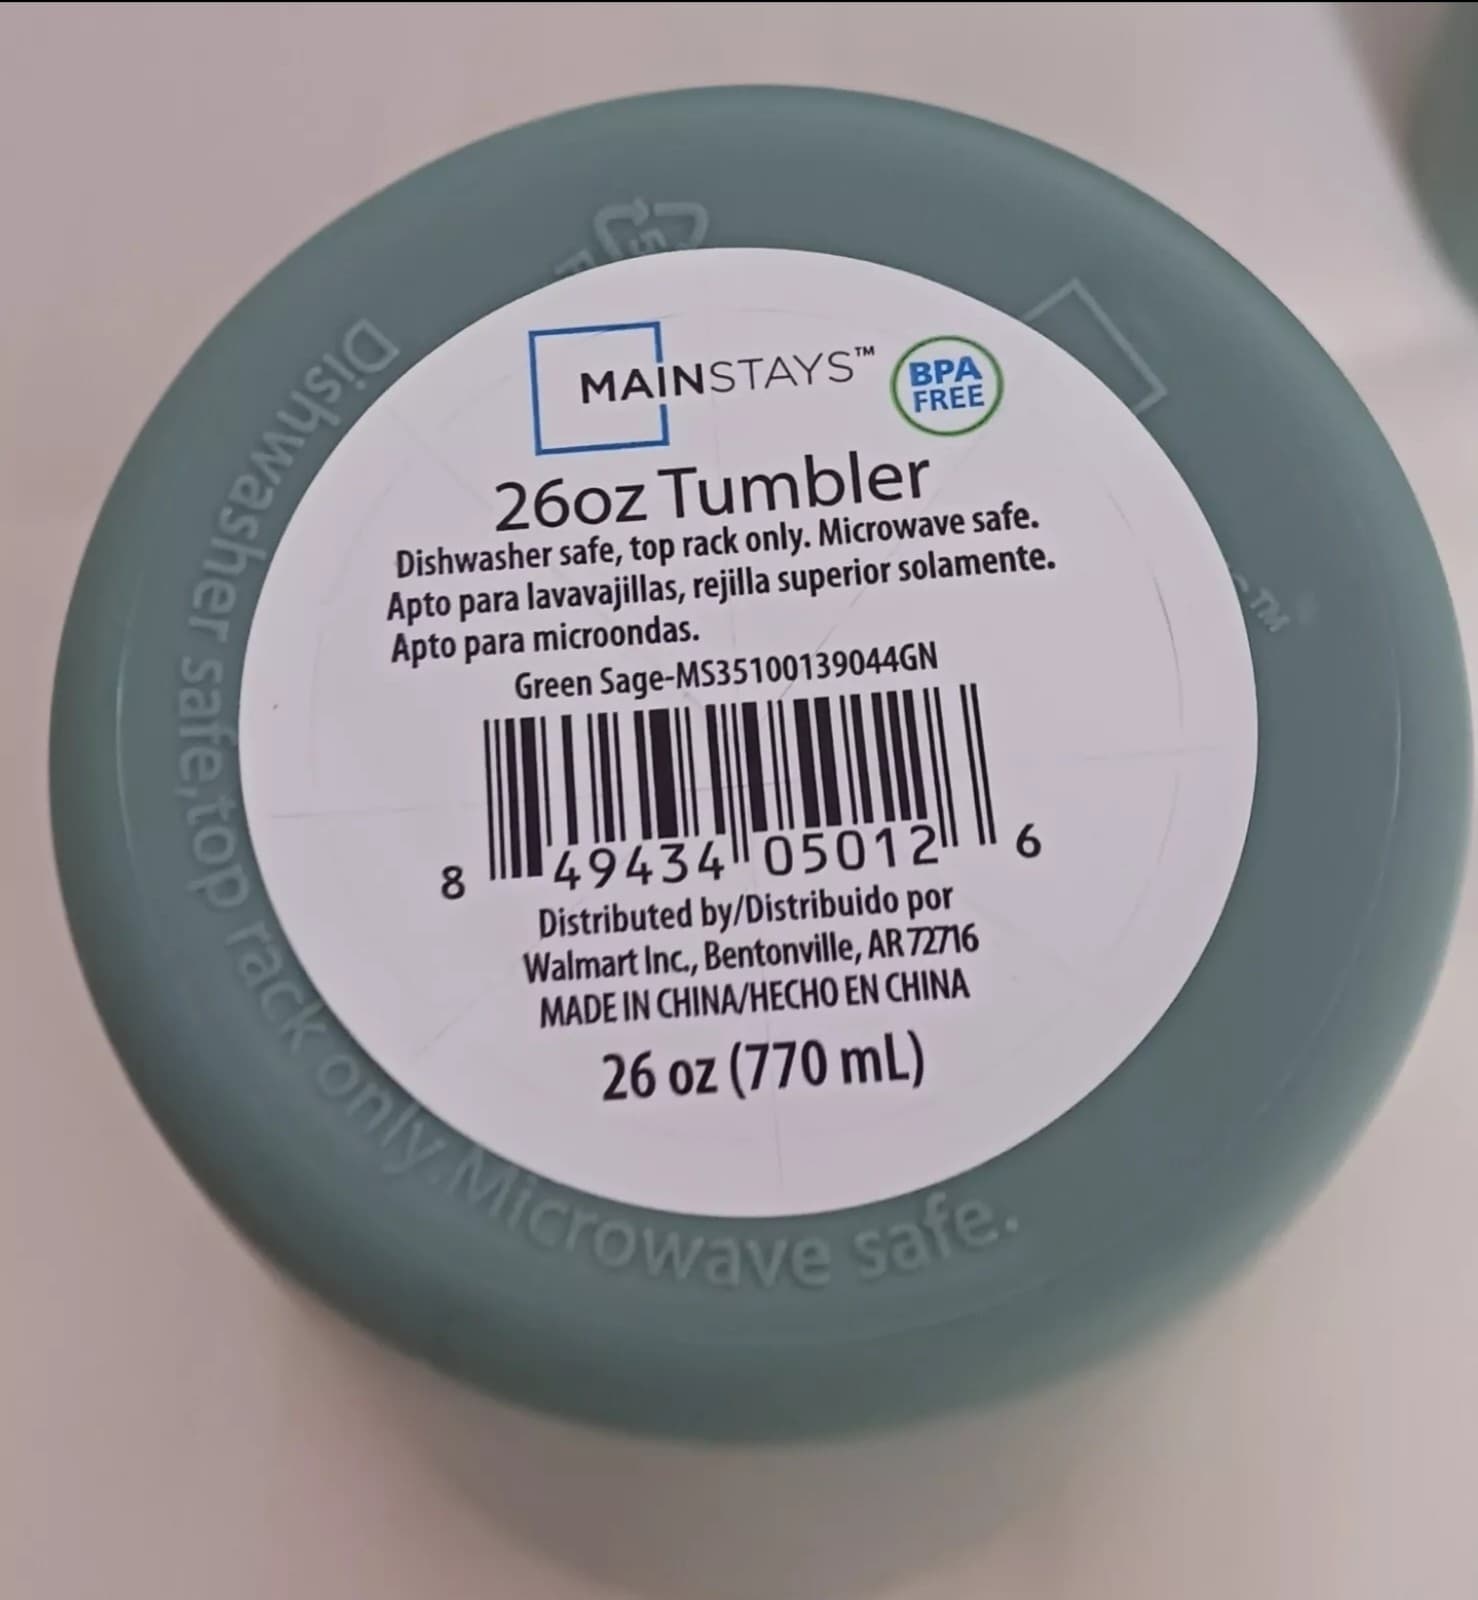 MAINSTAYS™
BPA
FREE
26oz Tumbler
Dishwasher safe, top rack only. Microwave safe.
Apto para lavavajillas, rejilla superior solamente.
Apto para microondas.
Green Sage-MS35100139044GN
8 49434 05012 6
Distributed by/Distribuido por
Walmart Inc., Bentonville, AR 72716
MADE IN CHINA/HECHO EN CHINA
26 oz (770 mL)
Dishwasher safe, top rack only. Microwave safe.
5
™